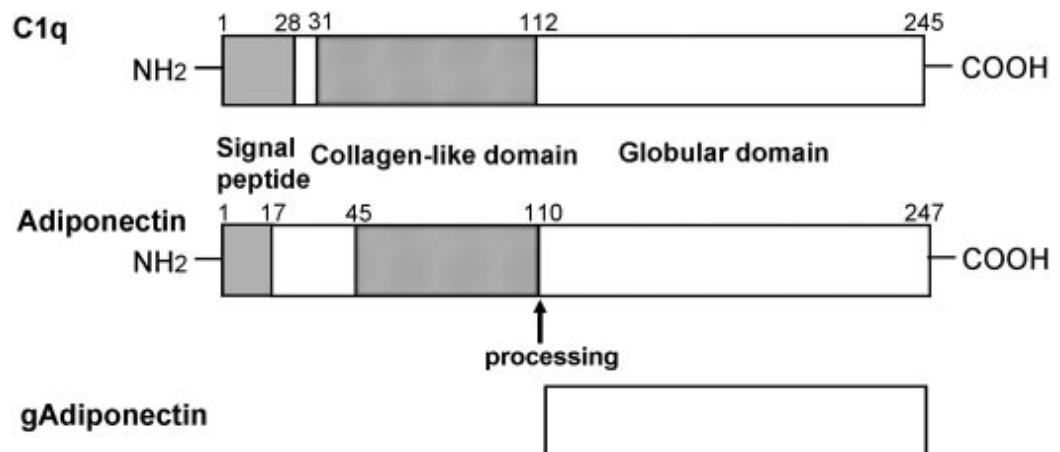 C1q
1 28 31 112 245
NH2 COOH
Signal
peptide
Collagen-like domain
Globular domain
Adiponectin
1 17 45 110 247
NH2 COOH
processing
gAdiponectin